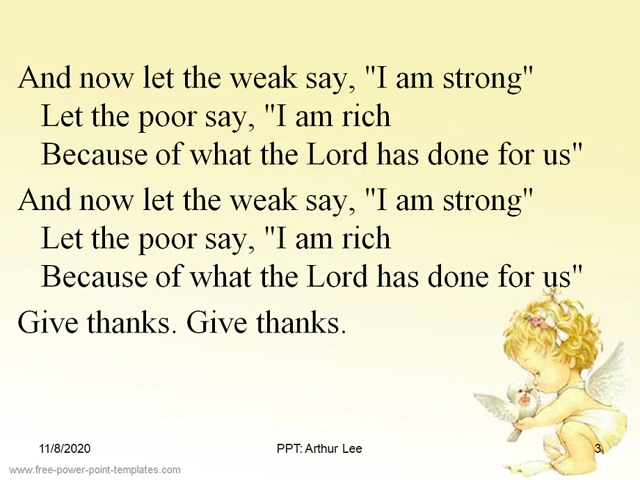 And now let the weak say, "I am strong"
Let the poor say, "I am rich
Because of what the Lord has done for us"
And now let the weak say, "I am strong"
Let the poor say, "I am rich
Because of what the Lord has done for us"
Give thanks. Give thanks.
11/8/2020 PPT: Arthur Lee 3
www.free-power-point-templates.com